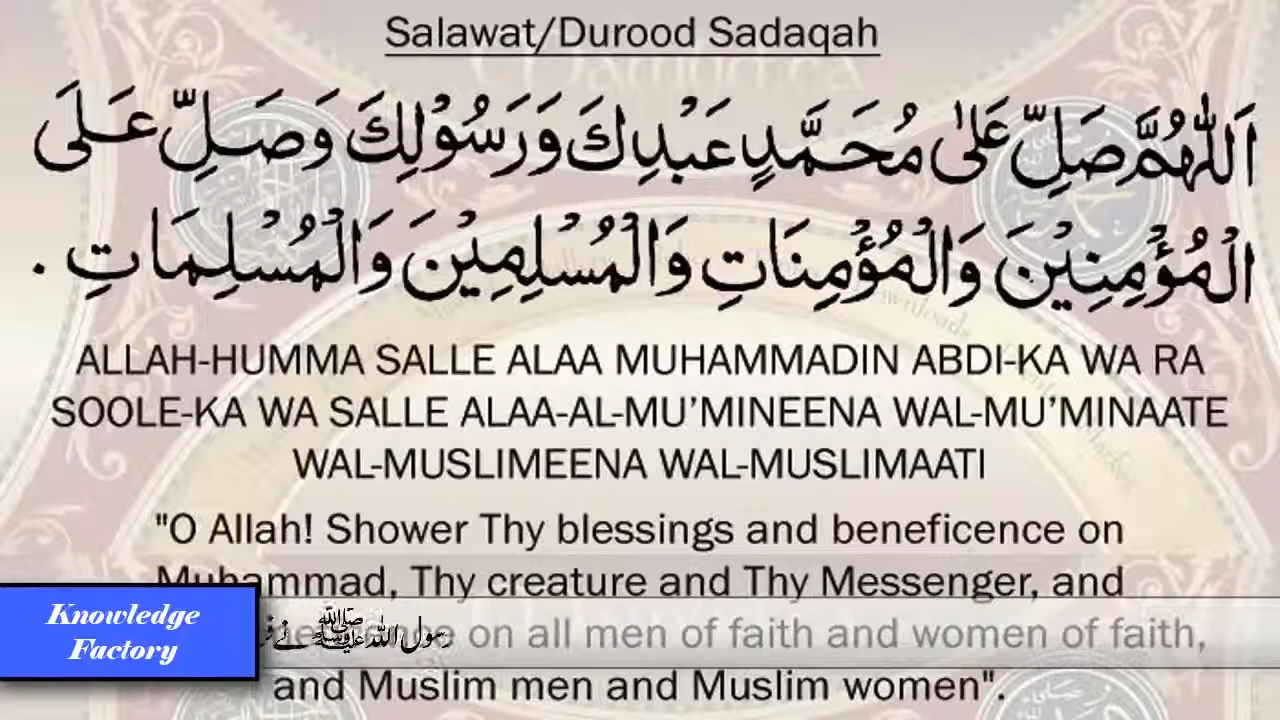 Salawat/Durood Sadaqah
اَللّٰهُمَّ صَلِّ عَلٰى مُحَمَّدٍ عَبْدِكَ وَرَسُوْلِكَ وَصَلِّ عَلَى
الْمُؤْمِنِيْنَ وَالْمُؤْمِنَاتِ وَالْمُسْلِمِيْنَ وَالْمُسْلِمَاتِ .
ALLAH-HUMMA SALLE ALAA MUHAMMADIN ABDI-KA WA RA
SOOLE-KA WA SALLE ALAA-AL-MU’MINEENA WAL-MU’MINAATE
WAL-MUSLIMEENA WAL-MUSLIMAATI
"O Allah! Shower Thy blessings and beneficence on
Muhammad, Thy creature and Thy Messenger, and
on all men of faith and women of faith,
and Muslim men and Muslim women".
Knowledge
Factory
رسول اللہ ﷺ نے